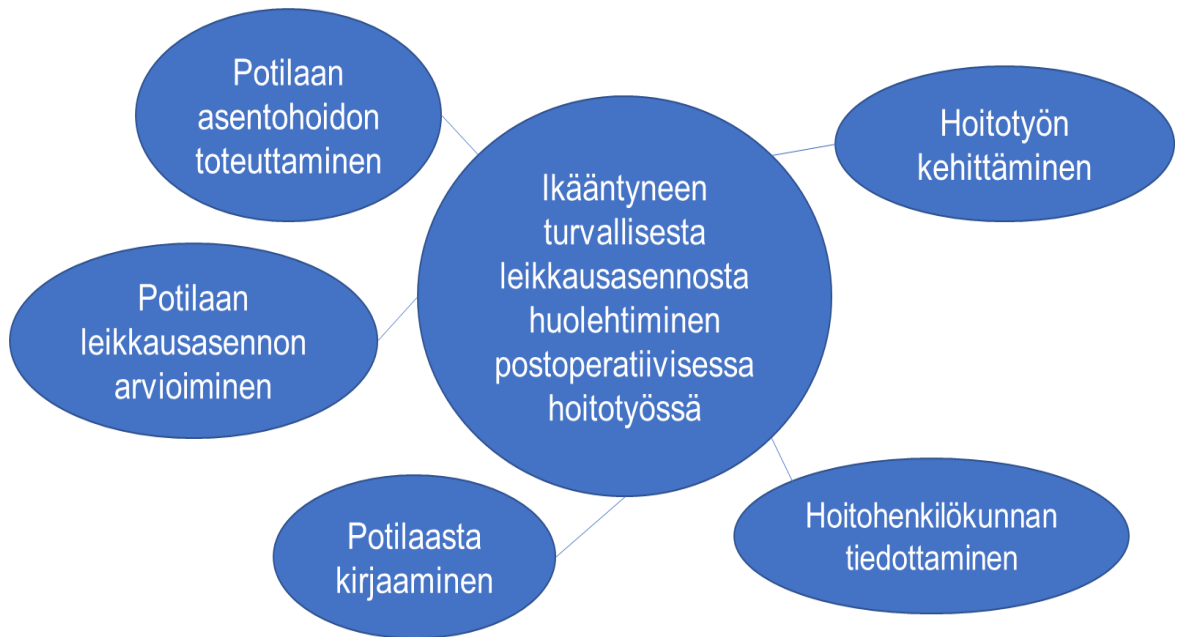 Potilaan
asentohoidon
toteuttaminen
Hoitotyön
kehittäminen
Ikääntyneen
turvallisesta
leikkausasennosta
huolehtiminen
postoperatiivisessa
hoitotyössä
Potilaan
leikkausasennon
arvioiminen
Potilaasta
kirjaaminen
Hoitohenkilökunnan
tiedottaminen